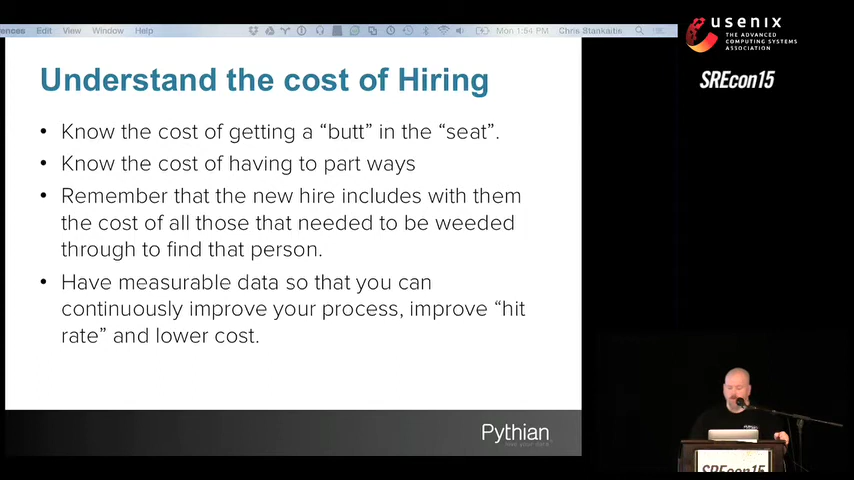 erences Edit View Window Help Mon 1:54 PM Chris Stankaitis
usenix
THE ADVANCED
COMPUTING SYSTEMS
ASSOCIATION
SREcon15
Understand the cost of Hiring
• Know the cost of getting a “butt” in the “seat”.
• Know the cost of having to part ways
• Remember that the new hire includes with them
the cost of all those that needed to be weeded
through to find that person.
• Have measurable data so that you can
continuously improve your process, improve “hit
rate” and lower cost.
Pythian
SREcon15